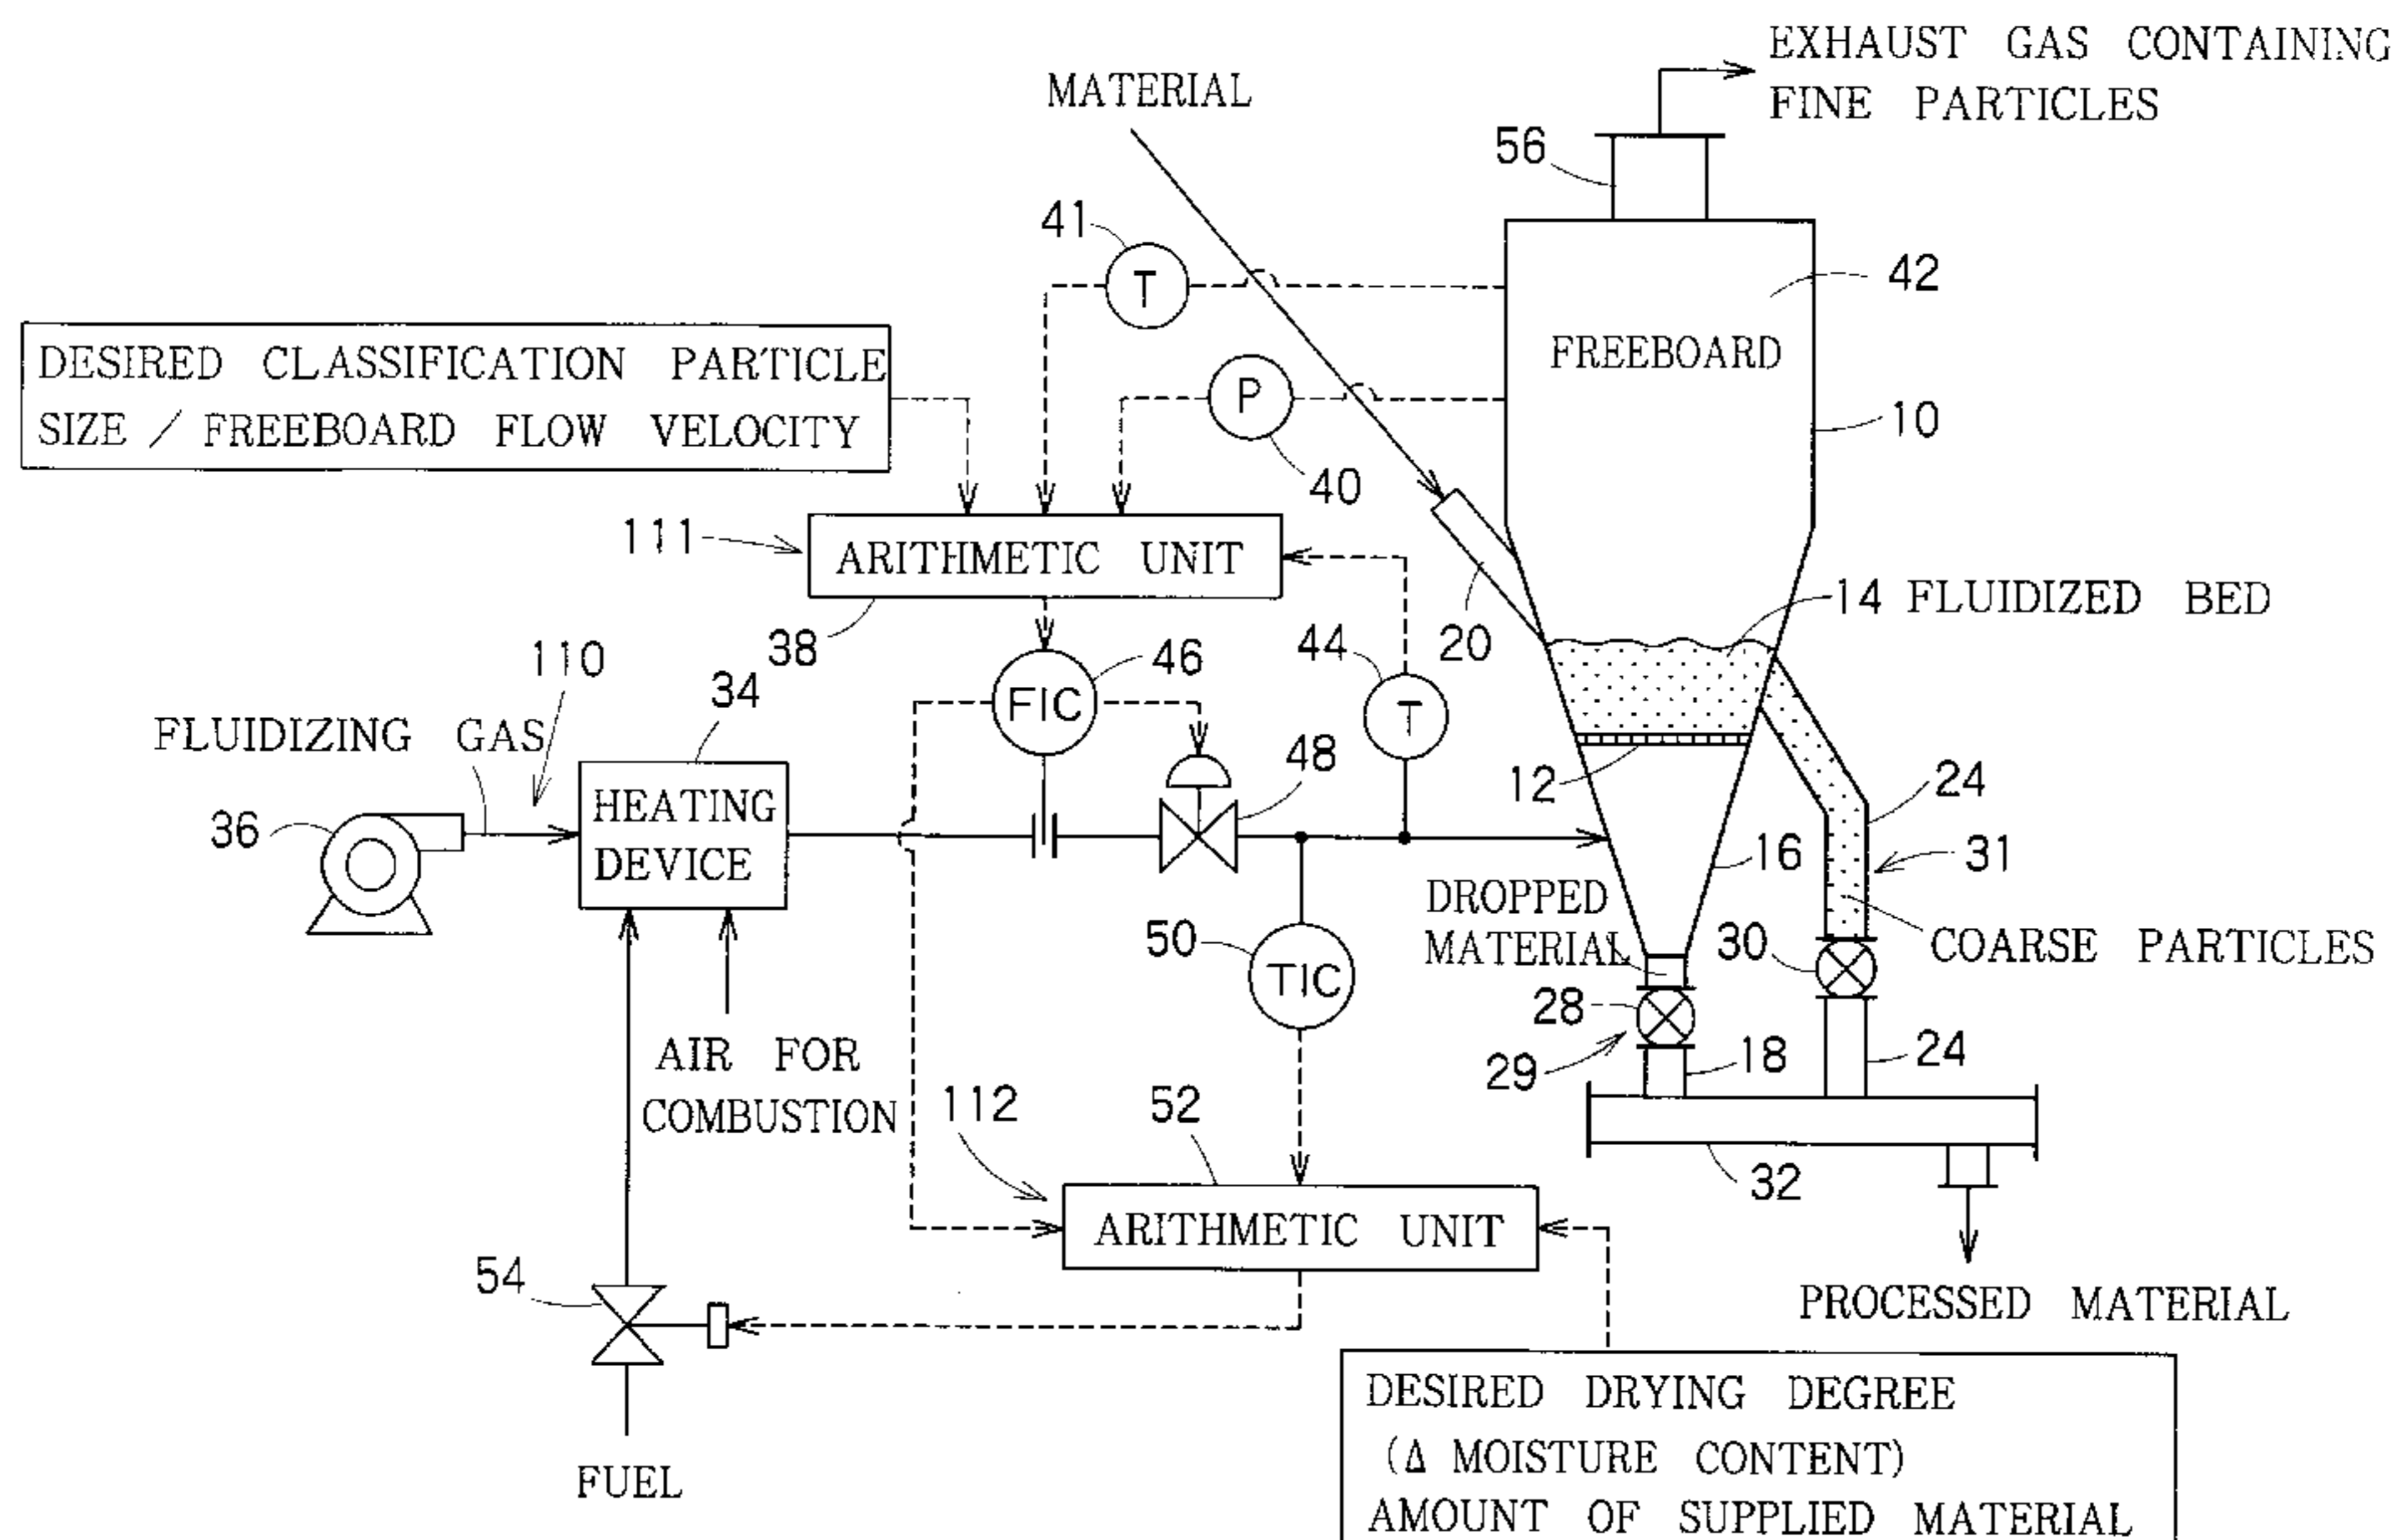 EXHAUST GAS CONTAINING
FINE PARTICLES
MATERIAL
56
41
T
42
FREEBOARD
DESIRED CLASSIFICATION PARTICLE
SIZE / FREEBOARD FLOW VELOCITY
P
10
40
111
ARITHMETIC UNIT
14 FLUIDIZED BED
38
20
44
46
110
34
FIC
T
FLUIDIZING GAS
48
12
24
36
HEATING
DEVICE
16
31
DROPPED
MATERIAL
50
TIC
30
COARSE PARTICLES
28
AIR FOR
COMBUSTION
29
18
24
112
52
32
ARITHMETIC UNIT
54
PROCESSED MATERIAL
FUEL
DESIRED DRYING DEGREE
(Δ MOISTURE CONTENT)
AMOUNT OF SUPPLIED MATERIAL